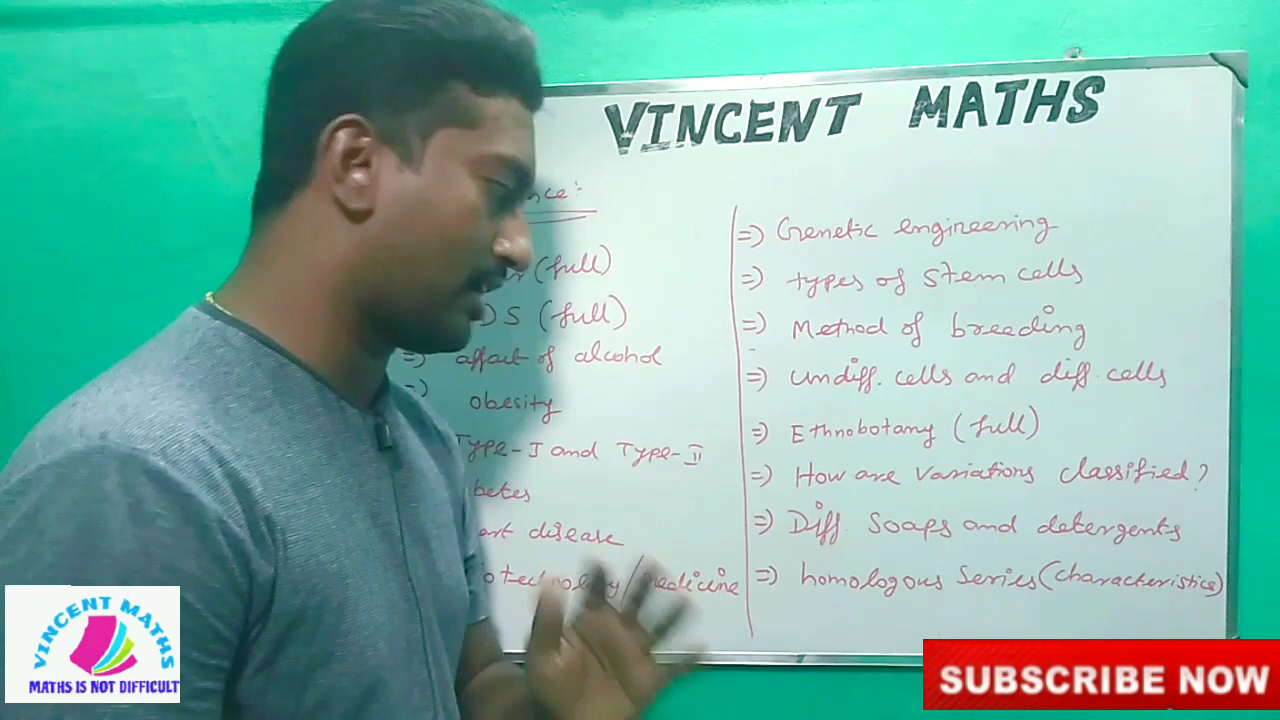 VINCENT MATHS
(full)
S (full)
=) affect of alcohol
=) obesity
Type-I and Type-II
betes
disease
/medicine
=) Genetic engineering
=) types of stem cells
=) Method of breeding
=) Undiff. cells and diff. cells
=) Ethnobotany (full)
=) How are variations classified?
=) Diff. Soaps and detergents
=) homologous Series (characteristics)
VINCENT MATHS
MATHS IS NOT DIFFICULT
SUBSCRIBE NOW